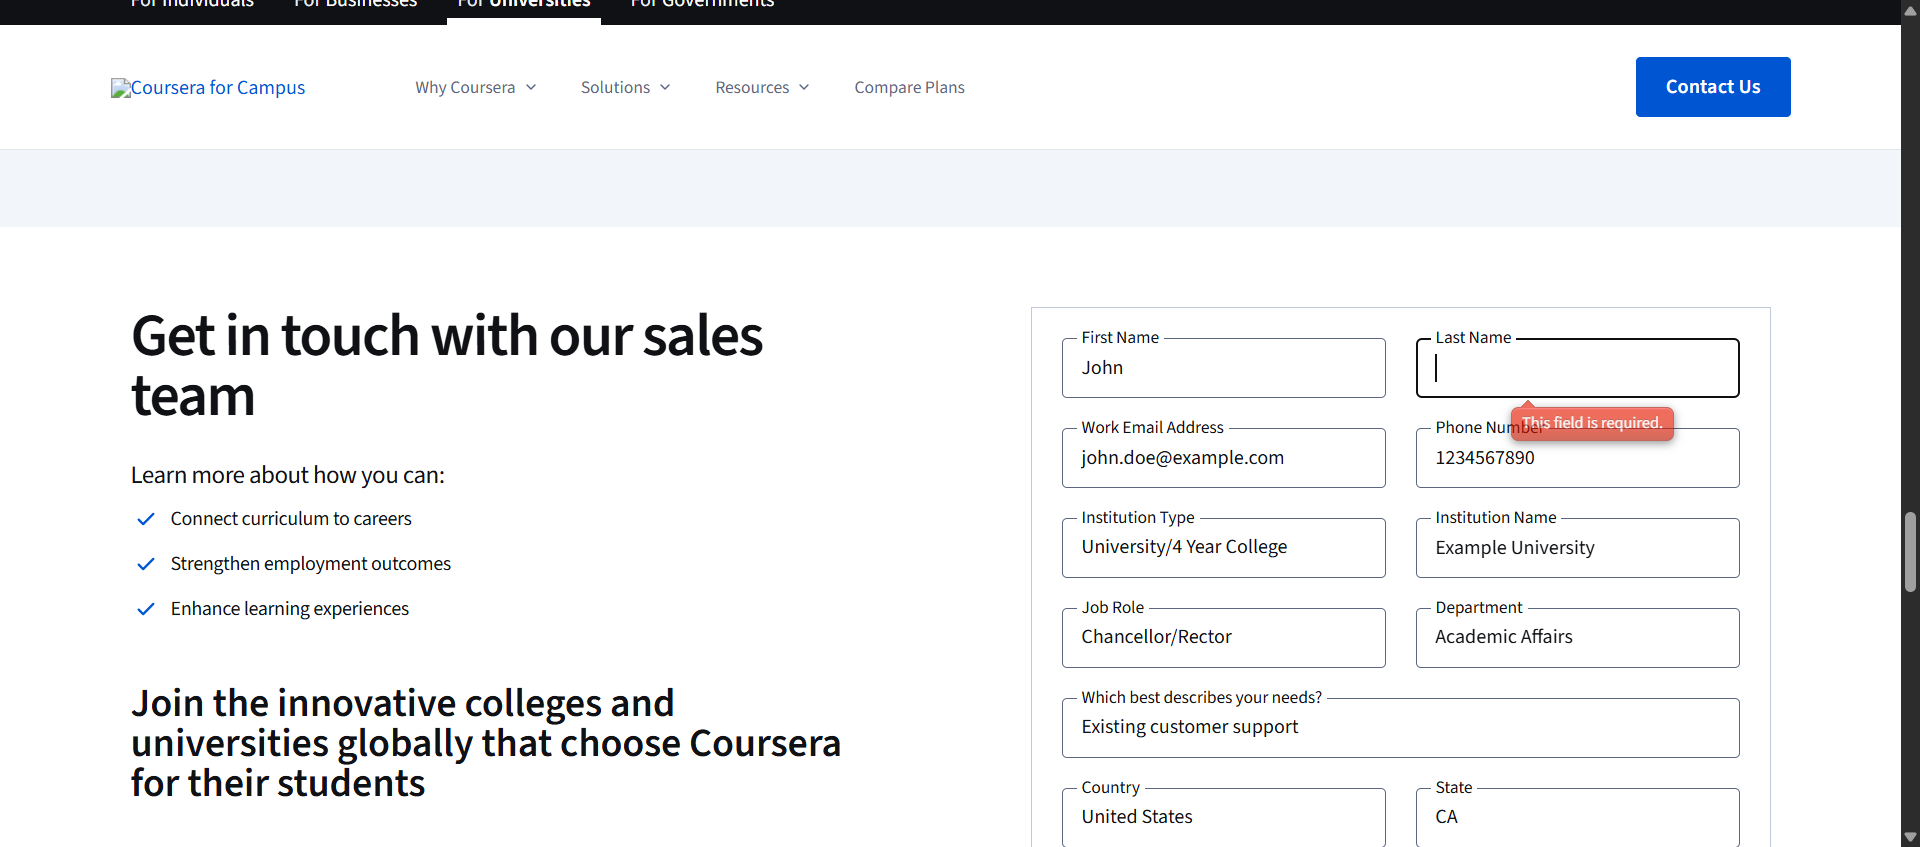 For Individuals
For Businesses
For Universities
For Governments
Coursera for Campus
Why Coursera
Solutions
Resources
Compare Plans
Contact Us
Get in touch with our sales
team
Learn more about how you can:
Connect curriculum to careers
Strengthen employment outcomes
Enhance learning experiences
Join the innovative colleges and
universities globally that choose Coursera
for their students
First Name
John
Last Name
This field is required.
Work Email Address
john.doe@example.com
Phone Number
1234567890
Institution Type
University/4 Year College
Institution Name
Example University
Job Role
Chancellor/Rector
Department
Academic Affairs
Which best describes your needs?
Existing customer support
Country
United States
State
CA